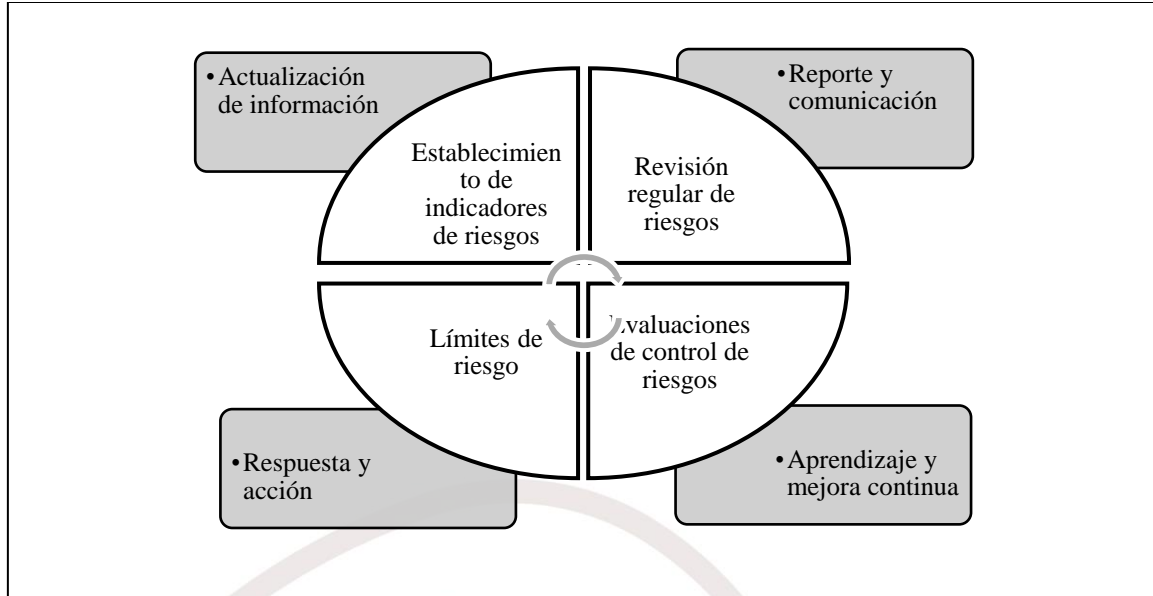 •Actualización
de información
•Reporte y
comunicación
Establecimien
to de
indicadores
de riesgos
Revisión
regular de
riesgos
Límites de
riesgo
Evaluaciones
de control de
riesgos
•Respuesta y
acción
•Aprendizaje y
mejora continua